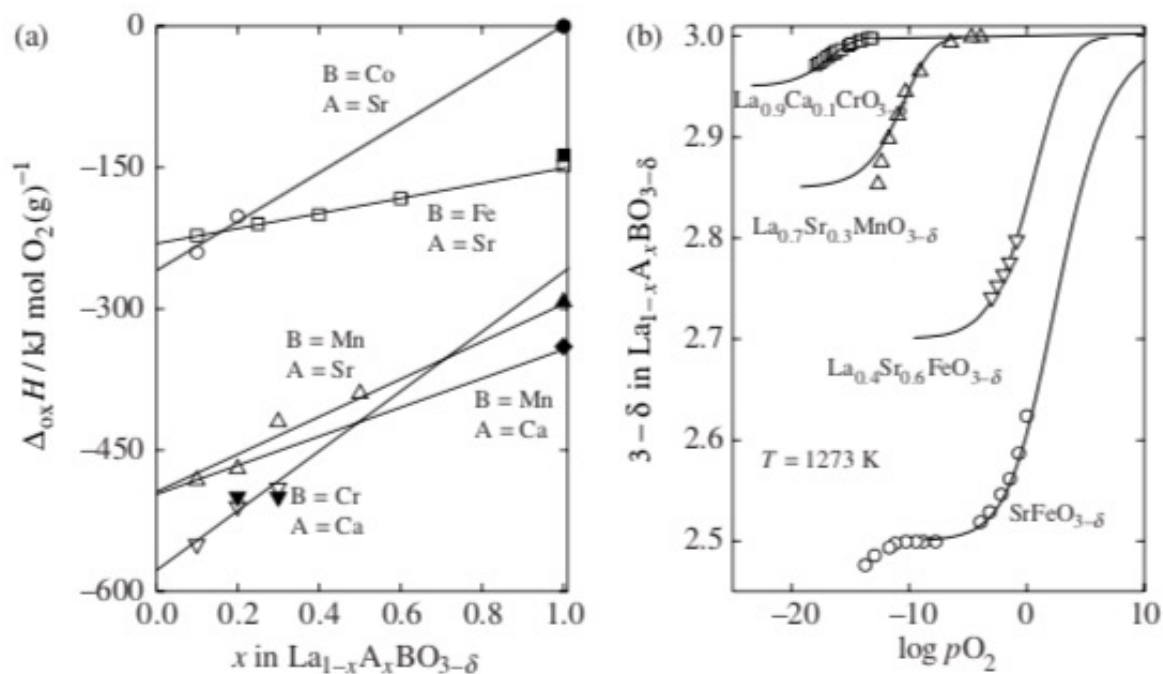 (a)
Δ_ox H / kJ mol O₂(g)⁻¹
0
−150
−300
−450
−600
B = Co
A = Sr
B = Fe
A = Sr
B = Mn
A = Sr
B = Mn
A = Ca
B = Cr
A = Ca
0.0 0.2 0.4 0.6 0.8 1.0
x in La₁₋ₓAₓBO₃₋δ
(b)
3 − δ in La₁₋ₓAₓBO₃₋δ
3.0
2.9
2.8
2.7
2.6
2.5
La₀.₉Ca₀.₁CrO₃₋δ
La₀.₇Sr₀.₃MnO₃₋δ
La₀.₄Sr₀.₆FeO₃₋δ
T = 1273 K
SrFeO₃₋δ
−20 −10 0 10
log pO₂